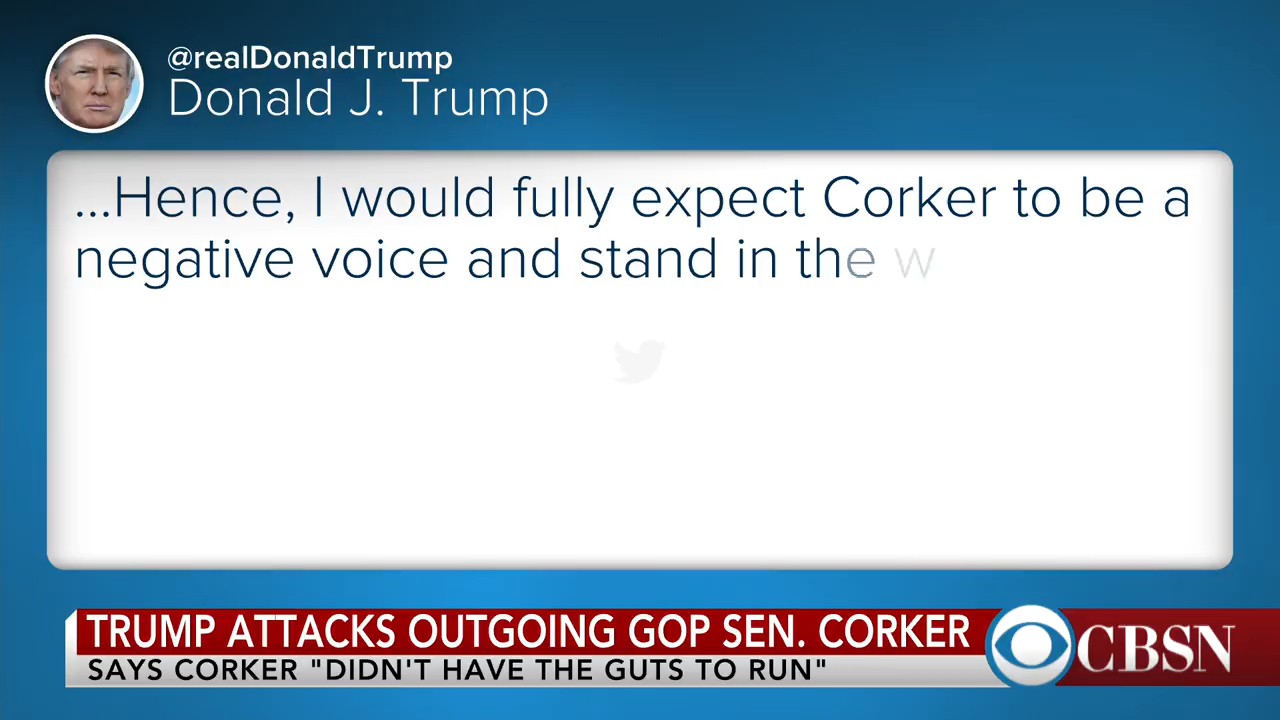 @realDonaldTrump
Donald J. Trump
...Hence, I would fully expect Corker to be a
negative voice and stand in the w
TRUMP ATTACKS OUTGOING GOP SEN. CORKER
SAYS CORKER "DIDN'T HAVE THE GUTS TO RUN"
CBSN